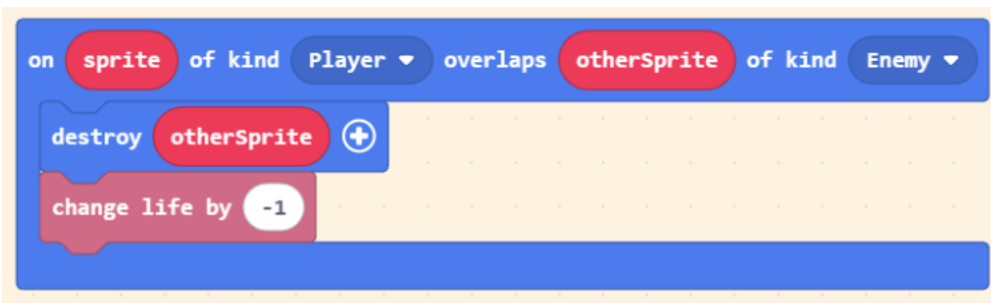 on sprite of kind Player overlaps otherSprite of kind Enemy
destroy otherSprite
change life by -1